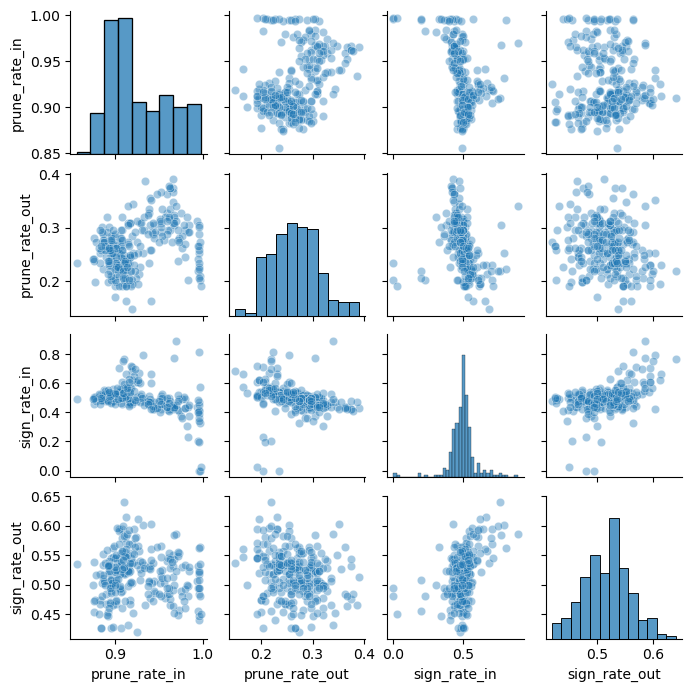 1.00
0.95
0.90
0.85
prune_rate_in
0.4
0.3
0.2
prune_rate_out
0.8
0.6
0.4
0.2
0.0
sign_rate_in
0.65
0.60
0.55
0.50
0.45
sign_rate_out
0.9 1.0 0.2 0.3 0.4 0.0 0.5 0.5 0.6
prune_rate_in prune_rate_out sign_rate_in sign_rate_out